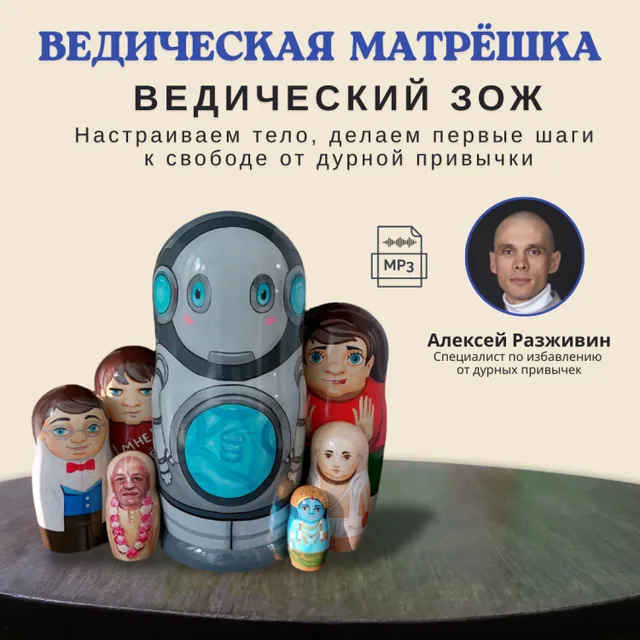 ВЕДИЧЕСКАЯ МАТРЁШКА
ВЕДИЧЕСКИЙ ЗОЖ
Настраиваем тело, делаем первые шаги
к свободе от дурной привычки
MP3
Алексей Разживин
Специалист по избавлению
от дурных привычек
МНЕ